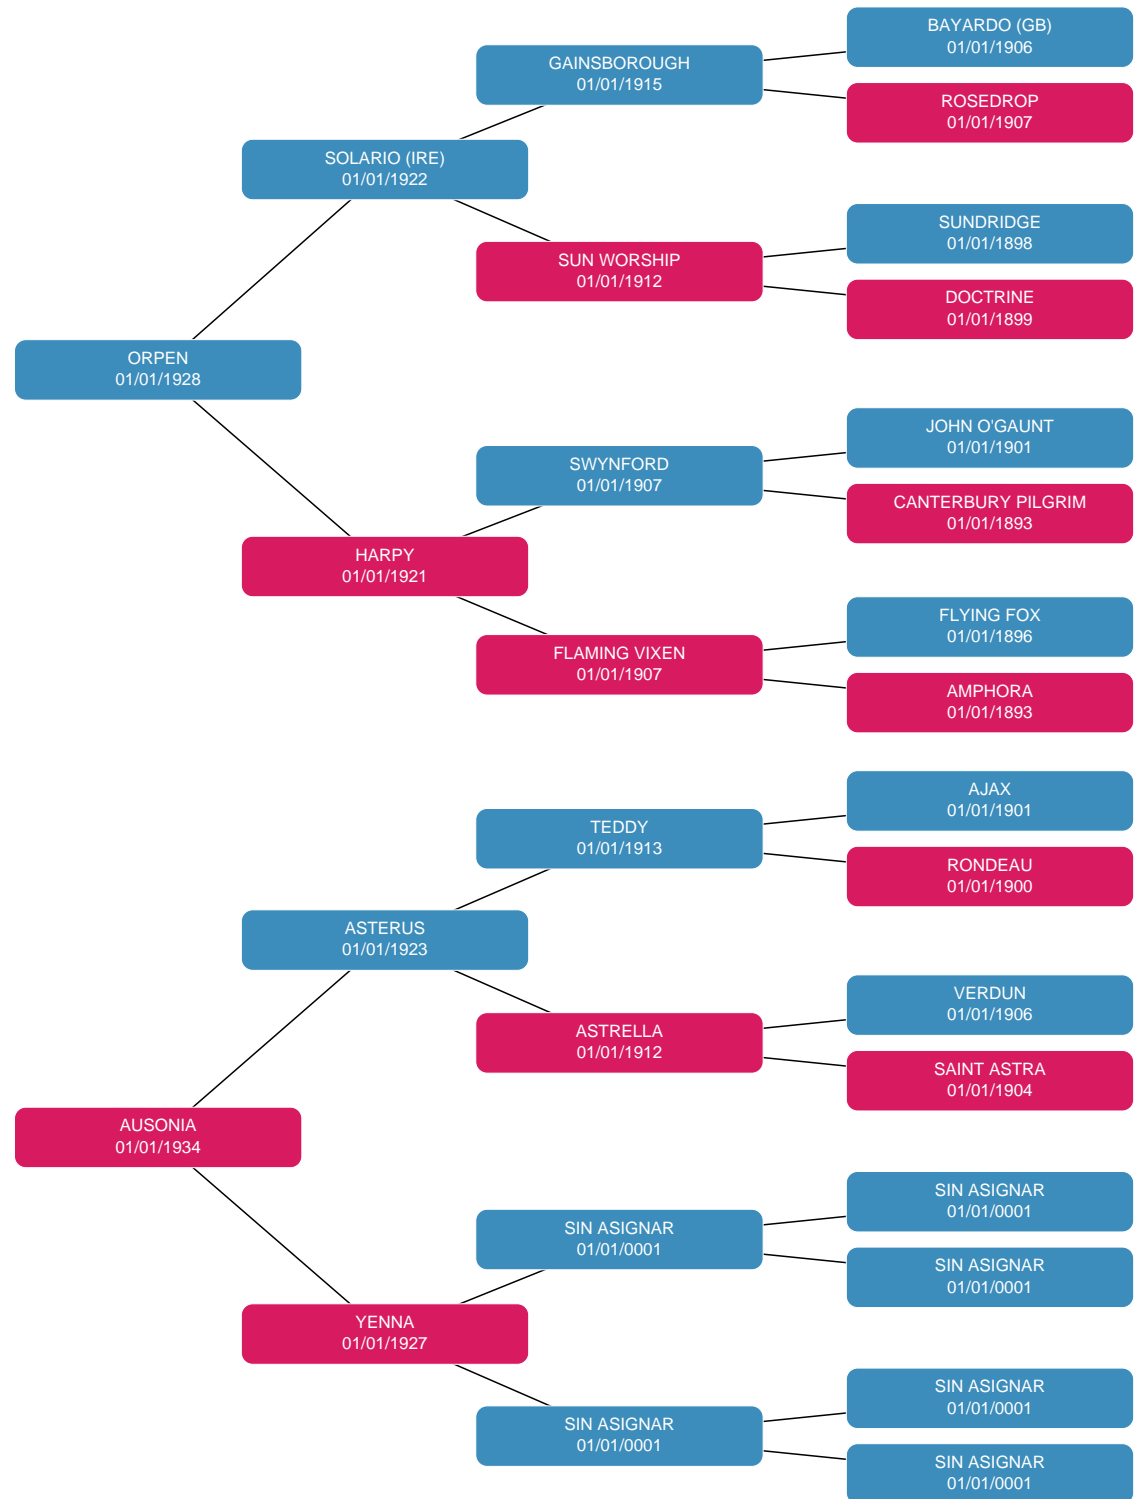 BAYARDO (GB)
01/01/1906
GAINSBOROUGH
01/01/1915
ROSEDROP
01/01/1907
SOLARIO (IRE)
01/01/1922
SUNDRIDGE
01/01/1898
SUN WORSHIP
01/01/1912
DOCTRINE
01/01/1899
ORPEN
01/01/1928
JOHN O'GAUNT
01/01/1901
SWYNFORD
01/01/1907
CANTERBURY PILGRIM
01/01/1893
HARPY
01/01/1921
FLYING FOX
01/01/1896
FLAMING VIXEN
01/01/1907
AMPHORA
01/01/1893
AJAX
01/01/1901
TEDDY
01/01/1913
RONDEAU
01/01/1900
ASTERUS
01/01/1923
VERDUN
01/01/1906
ASTRELLA
01/01/1912
SAINT ASTRA
01/01/1904
AUSONIA
01/01/1934
SIN ASIGNAR
01/01/0001
SIN ASIGNAR
01/01/0001
SIN ASIGNAR
01/01/0001
YENNA
01/01/1927
SIN ASIGNAR
01/01/0001
SIN ASIGNAR
01/01/0001
SIN ASIGNAR
01/01/0001